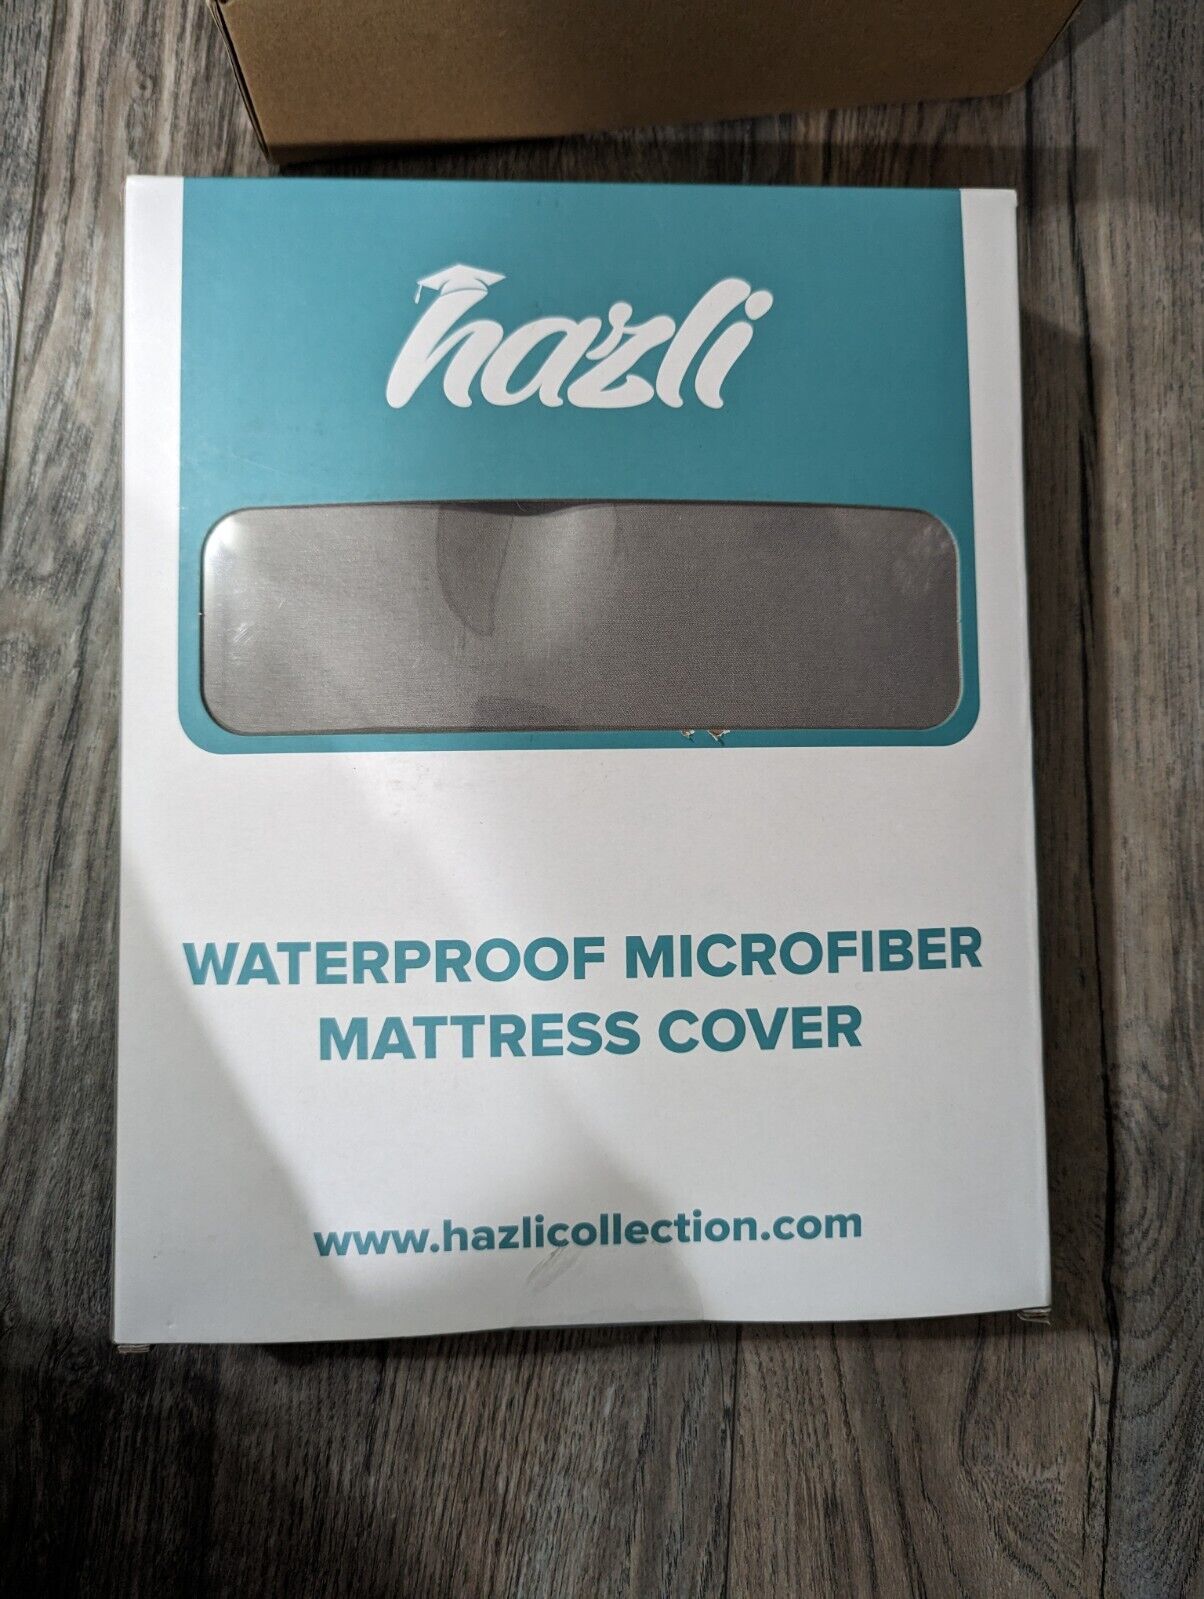 hazli
WATERPROOF MICROFIBER
MATTRESS COVER
www.hazlicollection.com